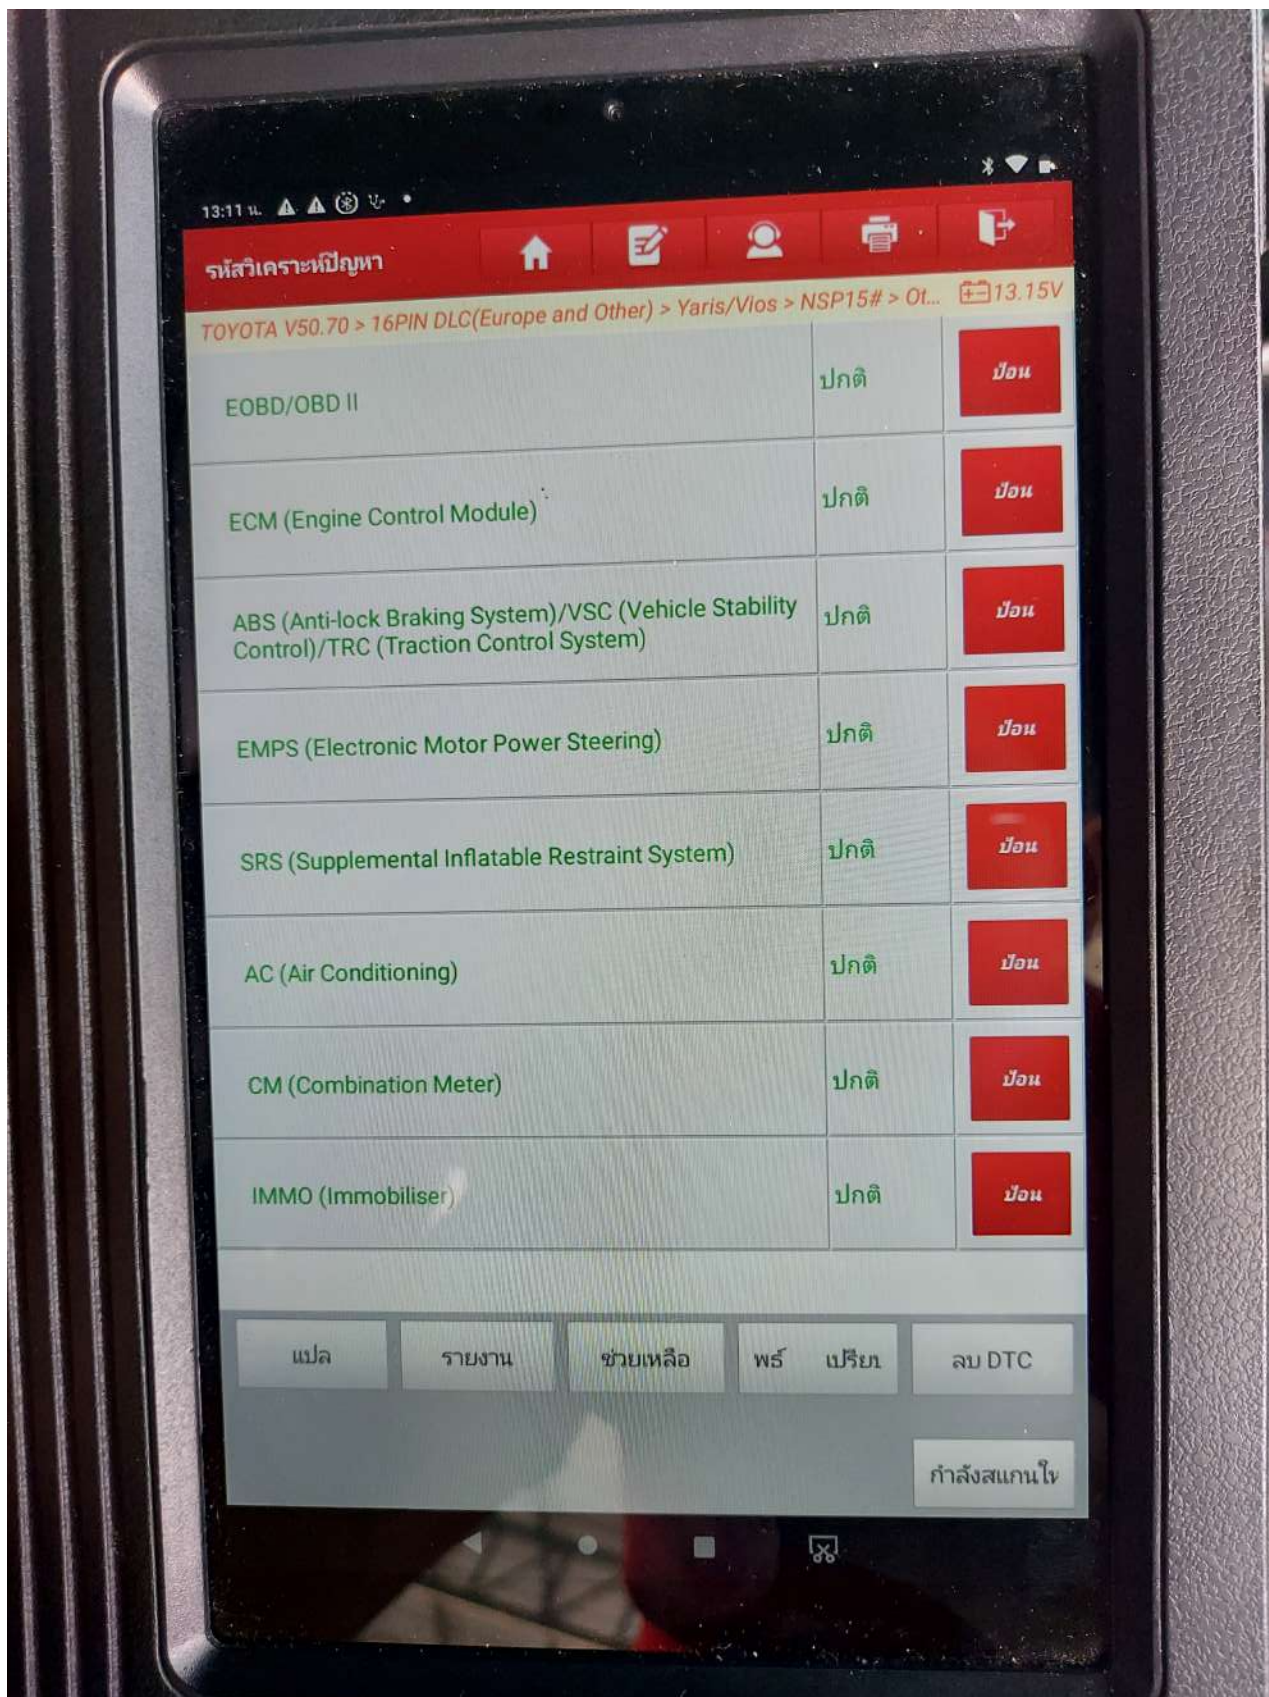 13:11 น.
รหัสวิเคราะห์ปัญหา
TOYOTA V50.70 > 16PIN DLC(Europe and Other) > Yaris/Vios > NSP15# > Ot... 13.15V
EOBD/OBD II ปกติ ป้อน
ECM (Engine Control Module) ปกติ ป้อน
ABS (Anti-lock Braking System)/VSC (Vehicle Stability
Control)/TRC (Traction Control System) ปกติ ป้อน
EMPS (Electronic Motor Power Steering) ปกติ ป้อน
SRS (Supplemental Inflatable Restraint System) ปกติ ป้อน
AC (Air Conditioning) ปกติ ป้อน
CM (Combination Meter) ปกติ ป้อน
IMMO (Immobiliser) ปกติ ป้อน
แปล รายงาน ช่วยเหลือ พธ์ เปรีย ลบ DTC
กำลังสแกนให